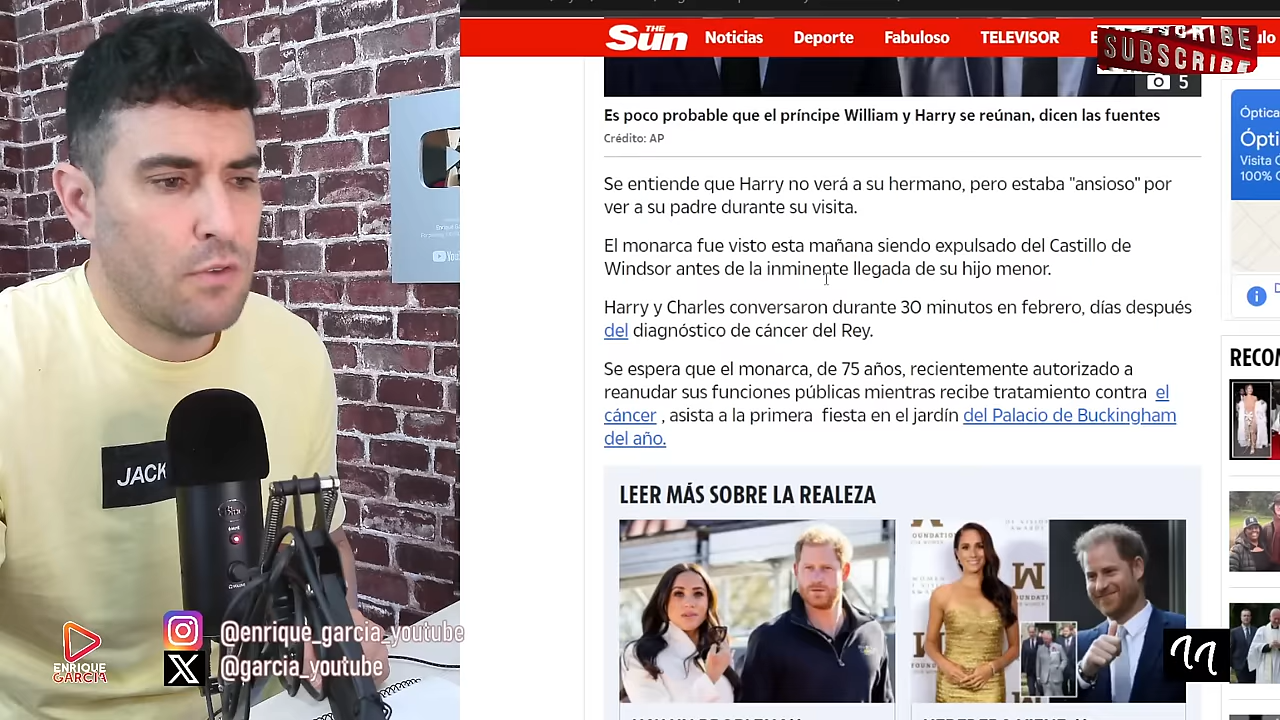 THE
Sun
Noticias
Deporte
Fabuloso
TELEVISOR
SUBSCRIBE
5
Es poco probable que el príncipe William y Harry se reúnan, dicen las fuentes
Crédito: AP
Se entiende que Harry no verá a su hermano, pero estaba "ansioso" por
ver a su padre durante su visita.
El monarca fue visto esta mañana siendo expulsado del Castillo de
Windsor antes de la inminente llegada de su hijo menor.
Harry y Charles conversaron durante 30 minutos en febrero, días después
del diagnóstico de cáncer del Rey.
Se espera que el monarca, de 75 años, recientemente autorizado a
reanudar sus funciones públicas mientras recibe tratamiento contra el
cáncer , asista a la primera fiesta en el jardín del Palacio de Buckingham
del año.
LEER MÁS SOBRE LA REALEZA
Óptica
Ópti
Visita
100%
RECO
JACK
ENRIQUE
GARCIA
@enrique_garcia_youtube
@garcia_youtube